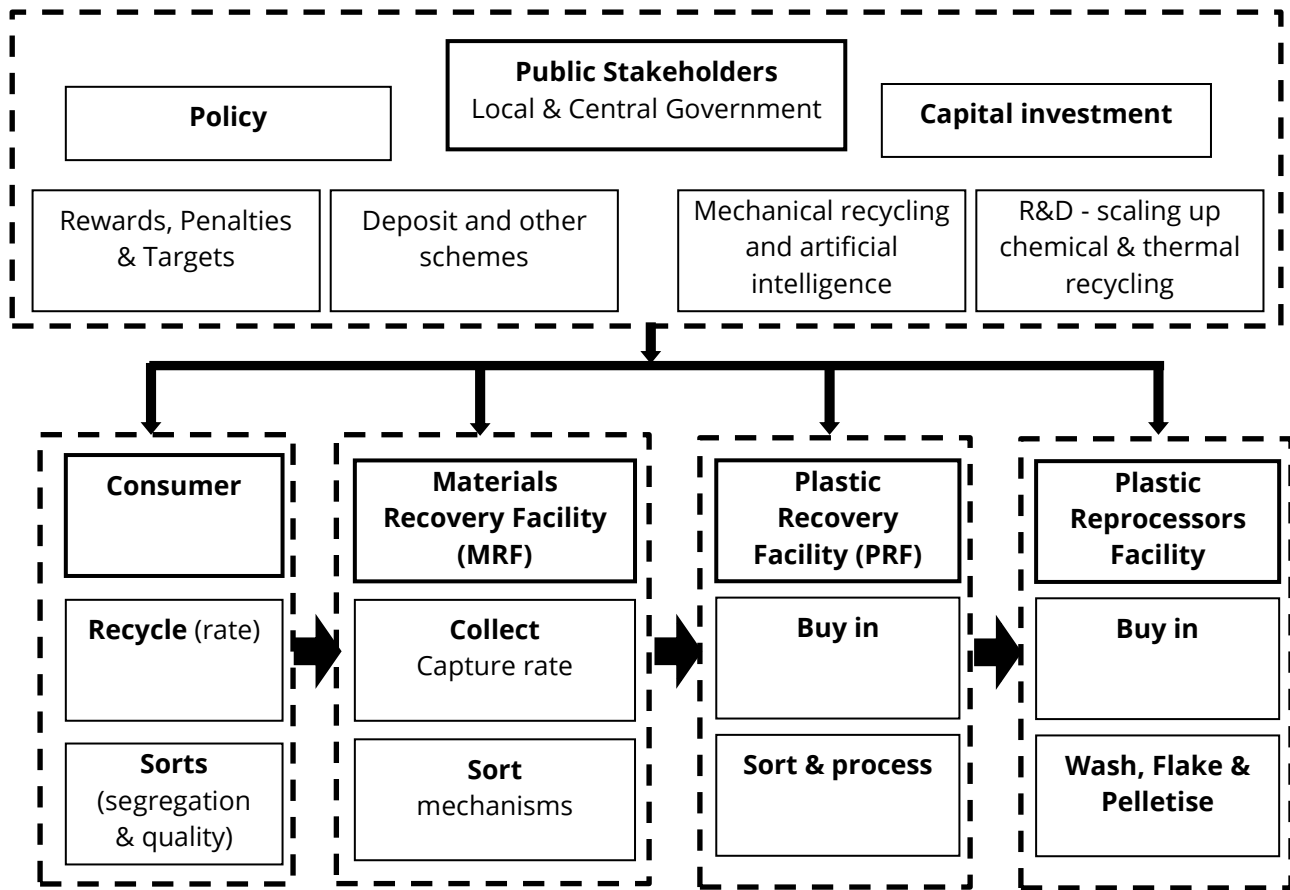 Public Stakeholders
Local & Central Government
Policy
Capital investment
Rewards, Penalties
& Targets
Deposit and other
schemes
Mechanical recycling
and artificial
intelligence
R&D - scaling up
chemical & thermal
recycling
Consumer
Recycle (rate)
Sorts
(segregation
& quality)
Materials
Recovery Facility
(MRF)
Collect
Capture rate
Sort
mechanisms
Plastic
Recovery
Facility (PRF)
Buy in
Sort & process
Plastic
Reprocessors
Facility
Buy in
Wash, Flake &
Pelletise